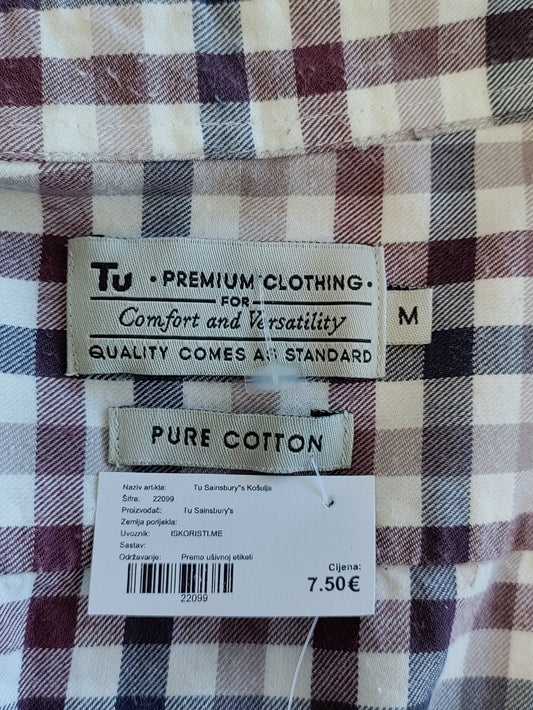 Tu • PREMIUM CLOTHING •
FOR
Comfort and Versatility
QUALITY COMES AS STANDARD
M
PURE COTTON
Naziv artikla: Tu Sainsbury"s Košulja
Šifra: 22099
Proizvođač: Tu Sainsbury's
Zemlja porijekla:
Uvoznik: ISKORISTI.ME
Sastav:
Održavanje: Prema ušivnoj etiketi
22099
Cijena:
7.50€